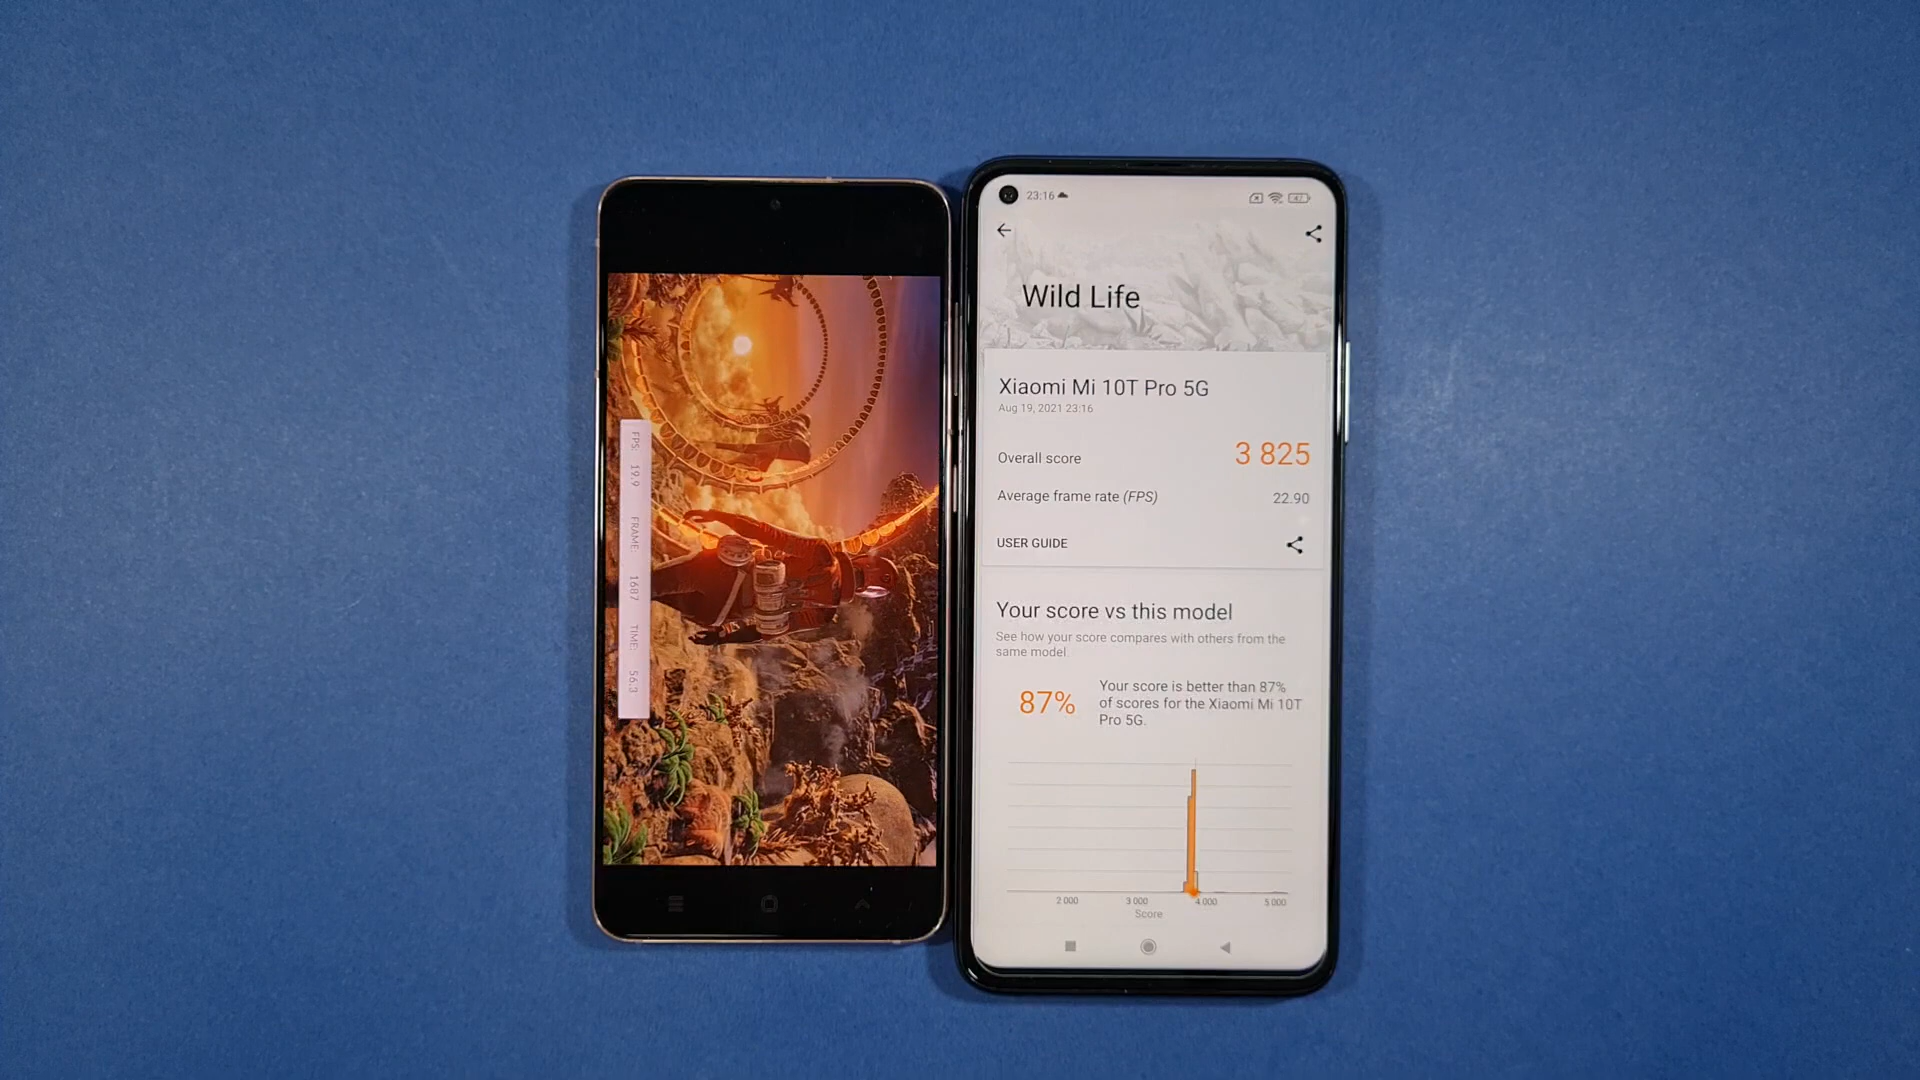 FPS: 19.9 FRAME: 1687 TIME: 56.3
23:16
47
Wild Life
Xiaomi Mi 10T Pro 5G
Aug 19, 2021 23:16
Overall score 3 825
Average frame rate (FPS) 22.90
USER GUIDE
Your score vs this model
See how your score compares with others from the
same model
87%
Your score is better than 87%
of scores for the Xiaomi Mi 10T
Pro 5G.
2 000 3 000 4 000 5 000
Score